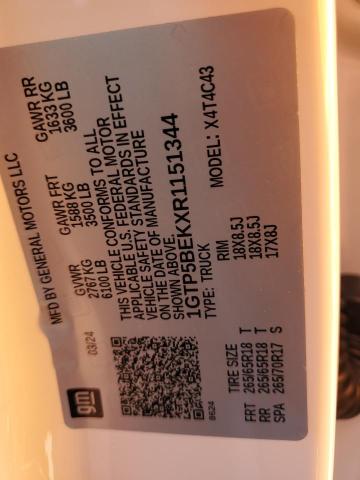 MFD BY GENERAL MOTORS LLC
gm
03/24
GVWR
2767 KG
6100 LB
GAWR FRT
1588 KG
3500 LB
GAWR RR
1633 KG
3600 LB
THIS VEHICLE CONFORMS TO ALL
APPLICABLE U.S. FEDERAL MOTOR
VEHICLE SAFETY STANDARDS IN EFFECT
ON THE DATE OF MANUFACTURE
SHOWN ABOVE.
1GTP5BEKXR1151344
TYPE: TRUCK
MODEL: X4T4C43
8624
TIRE SIZE RIM
FRT 265/65R18 T 18X8.5J
RR 265/65R18 T 18X8.5J
SPA 265/70R17 S 17X8J